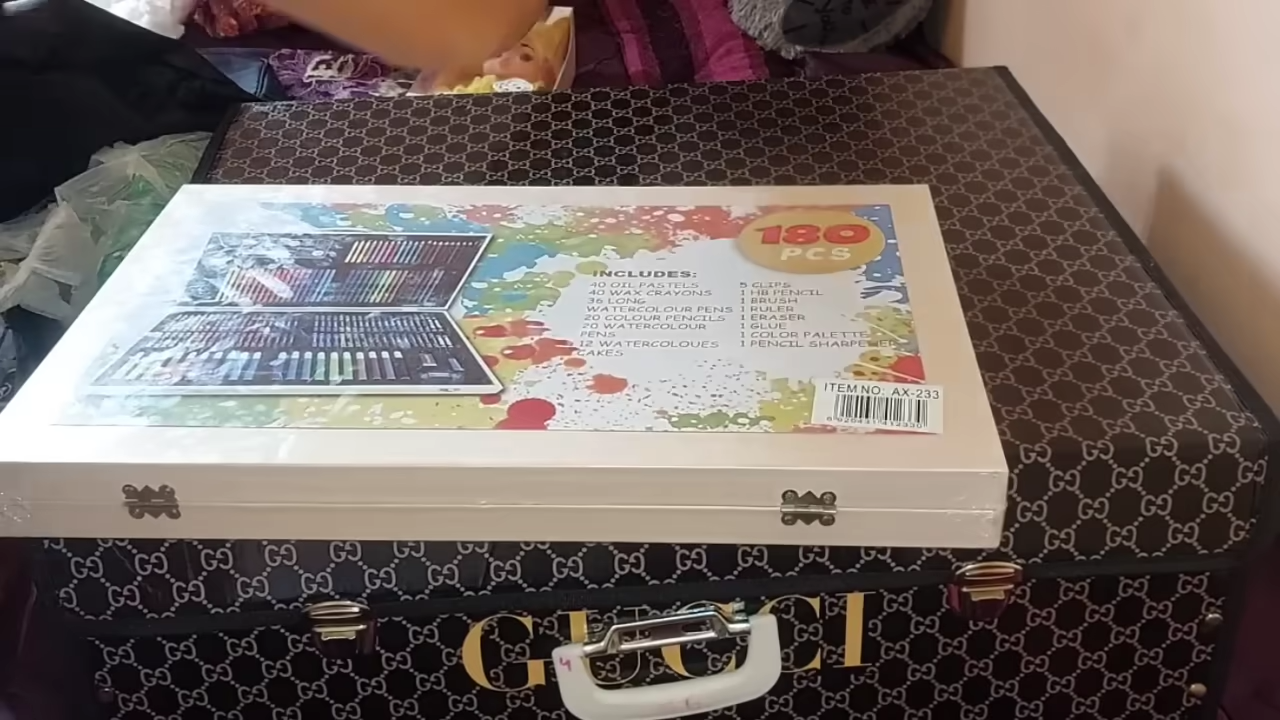 180
PCS
INCLUDES:
40 OIL PASTELS
40 WAX CRAYONS
36 LONG
WATERCOLOUR PENS
20 COLOUR PENCILS
20 WATERCOLOUR
PENS
12 WATERCOLOUES
CAKES
5 CLIPS
1 HB PENCIL
1 BRUSH
1 RULER
1 ERASER
1 GLUE
1 COLOR PALETTE
1 PENCIL SHARPENER
ITEM NO: AX-233
GUCCI